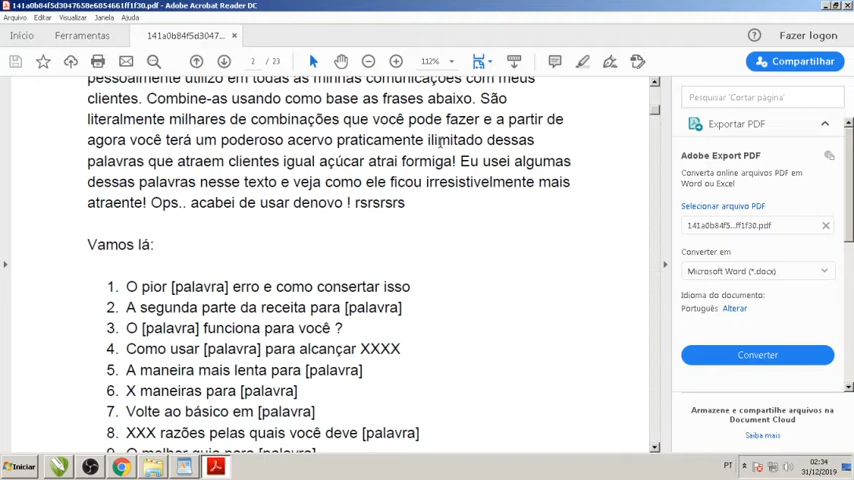 141a0b84f5d3047658e6854661ff1f30.pdf - Adobe Acrobat Reader DC
Arquivo Editar Visualizar Janela Ajuda
Início Ferramentas 141a0b84f5d3047... × Fazer logon
2 / 23 112% Compartilhar
pessoalmente utilizo em todas as minhas comunicações com meus
clientes. Combine-as usando como base as frases abaixo. São
literalmente milhares de combinações que você pode fazer e a partir de
agora você terá um poderoso acervo praticamente ilimitado dessas
palavras que atraem clientes igual açúcar atrai formiga! Eu usei algumas
dessas palavras nesse texto e veja como ele ficou irresistivelmente mais
atraente! Ops.. acabei de usar denovo ! rsrsrsrs
Vamos lá:
1. O pior [palavra] erro e como consertar isso
2. A segunda parte da receita para [palavra]
3. O [palavra] funciona para você ?
4. Como usar [palavra] para alcançar XXXX
5. A maneira mais lenta para [palavra]
6. X maneiras para [palavra]
7. Volte ao básico em [palavra]
8. XXX razões pelas quais você deve [palavra]
9. O melhor guia para [palavra]
Pesquisar 'Cortar página'
Exportar PDF
Adobe Export PDF
Converta online arquivos PDF em
Word ou Excel
Selecionar arquivo PDF
141a0b84f5d...ff1f30.pdf ×
Converter em
Microsoft Word (*.docx)
Idioma do documento:
Português Alterar
Converter
Armazene e compartilhe arquivos na
Document Cloud
Saiba mais
Iniciar PT 02:34
31/12/2019